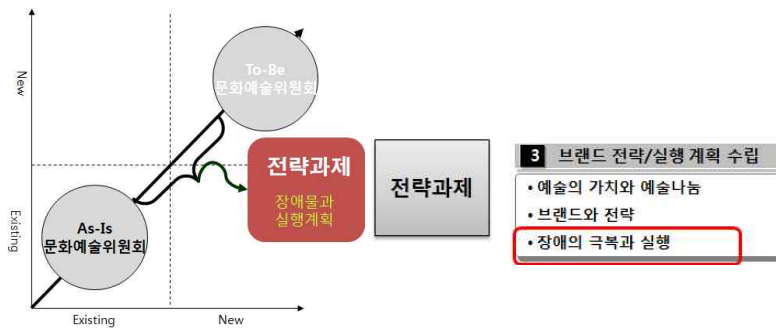 New
Existing
To-Be
문화예술위원회
As-Is
문화예술위원회
Existing
New
전략과제
장애물과
실행계획
전략과제
3 브랜드 전략/실행 계획 수립
• 예술의 가치와 예술나눔
• 브랜드와 전략
• 장애의 극복과 실행